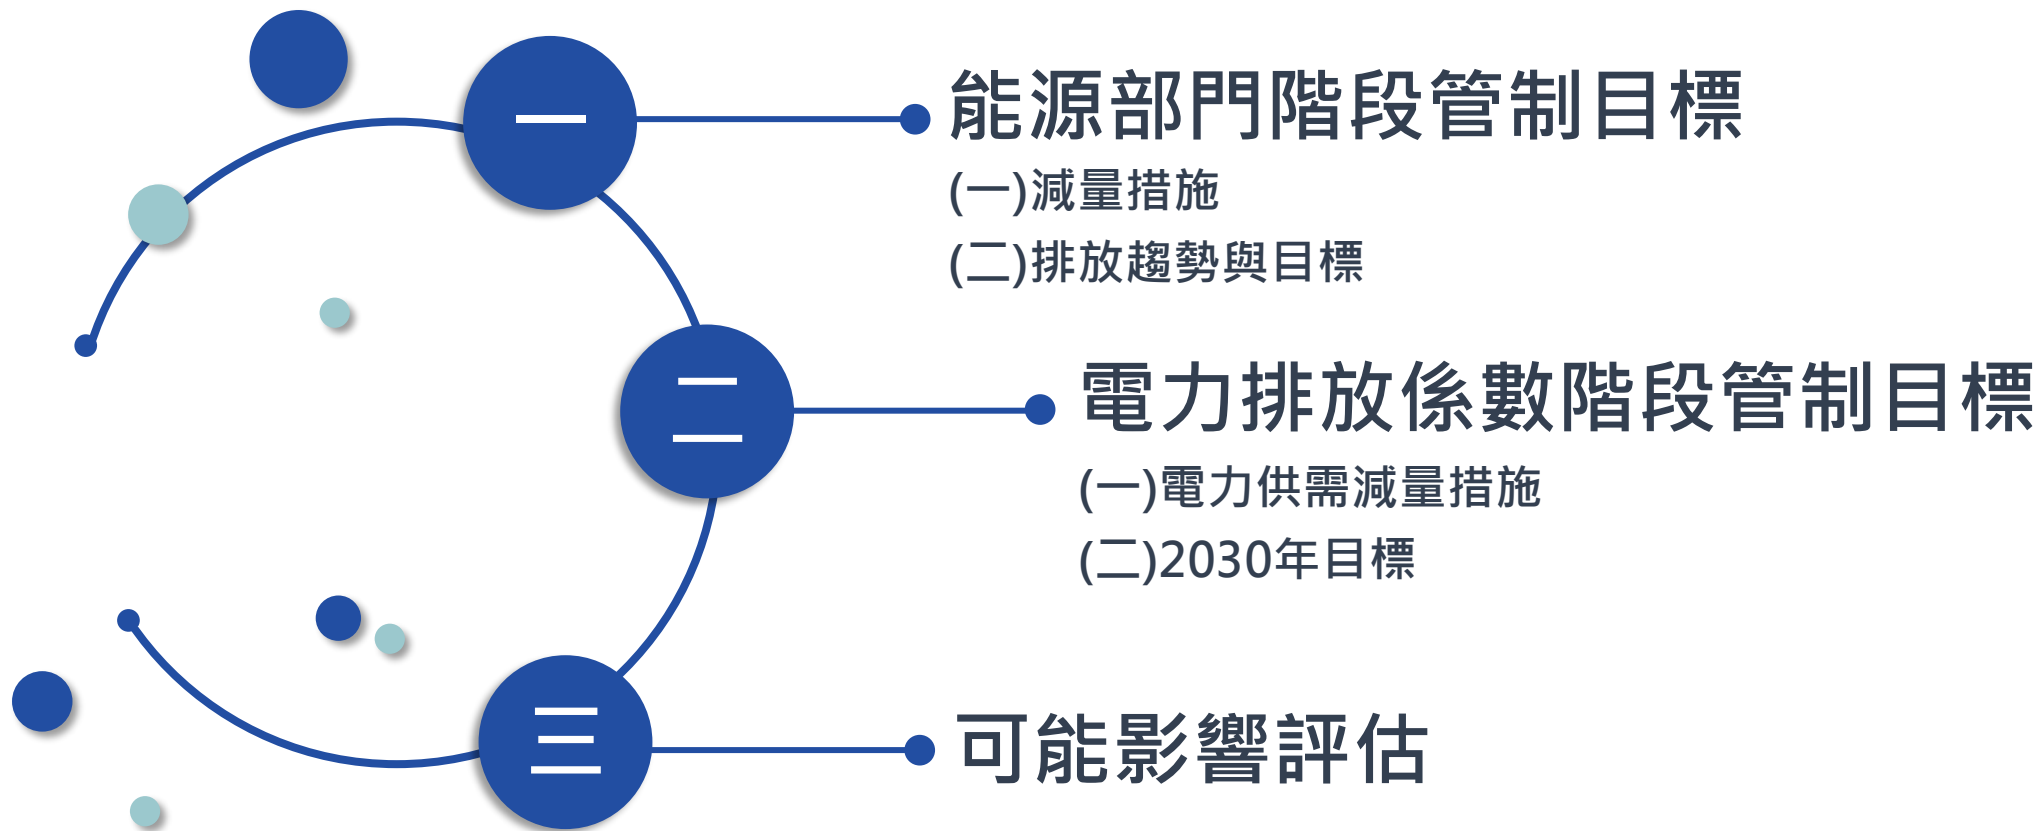 一
能源部門階段管制目標
(一)減量措施
(二)排放趨勢與目標
二
電力排放係數階段管制目標
(一)電力供需減量措施
(二)2030年目標
三
可能影響評估